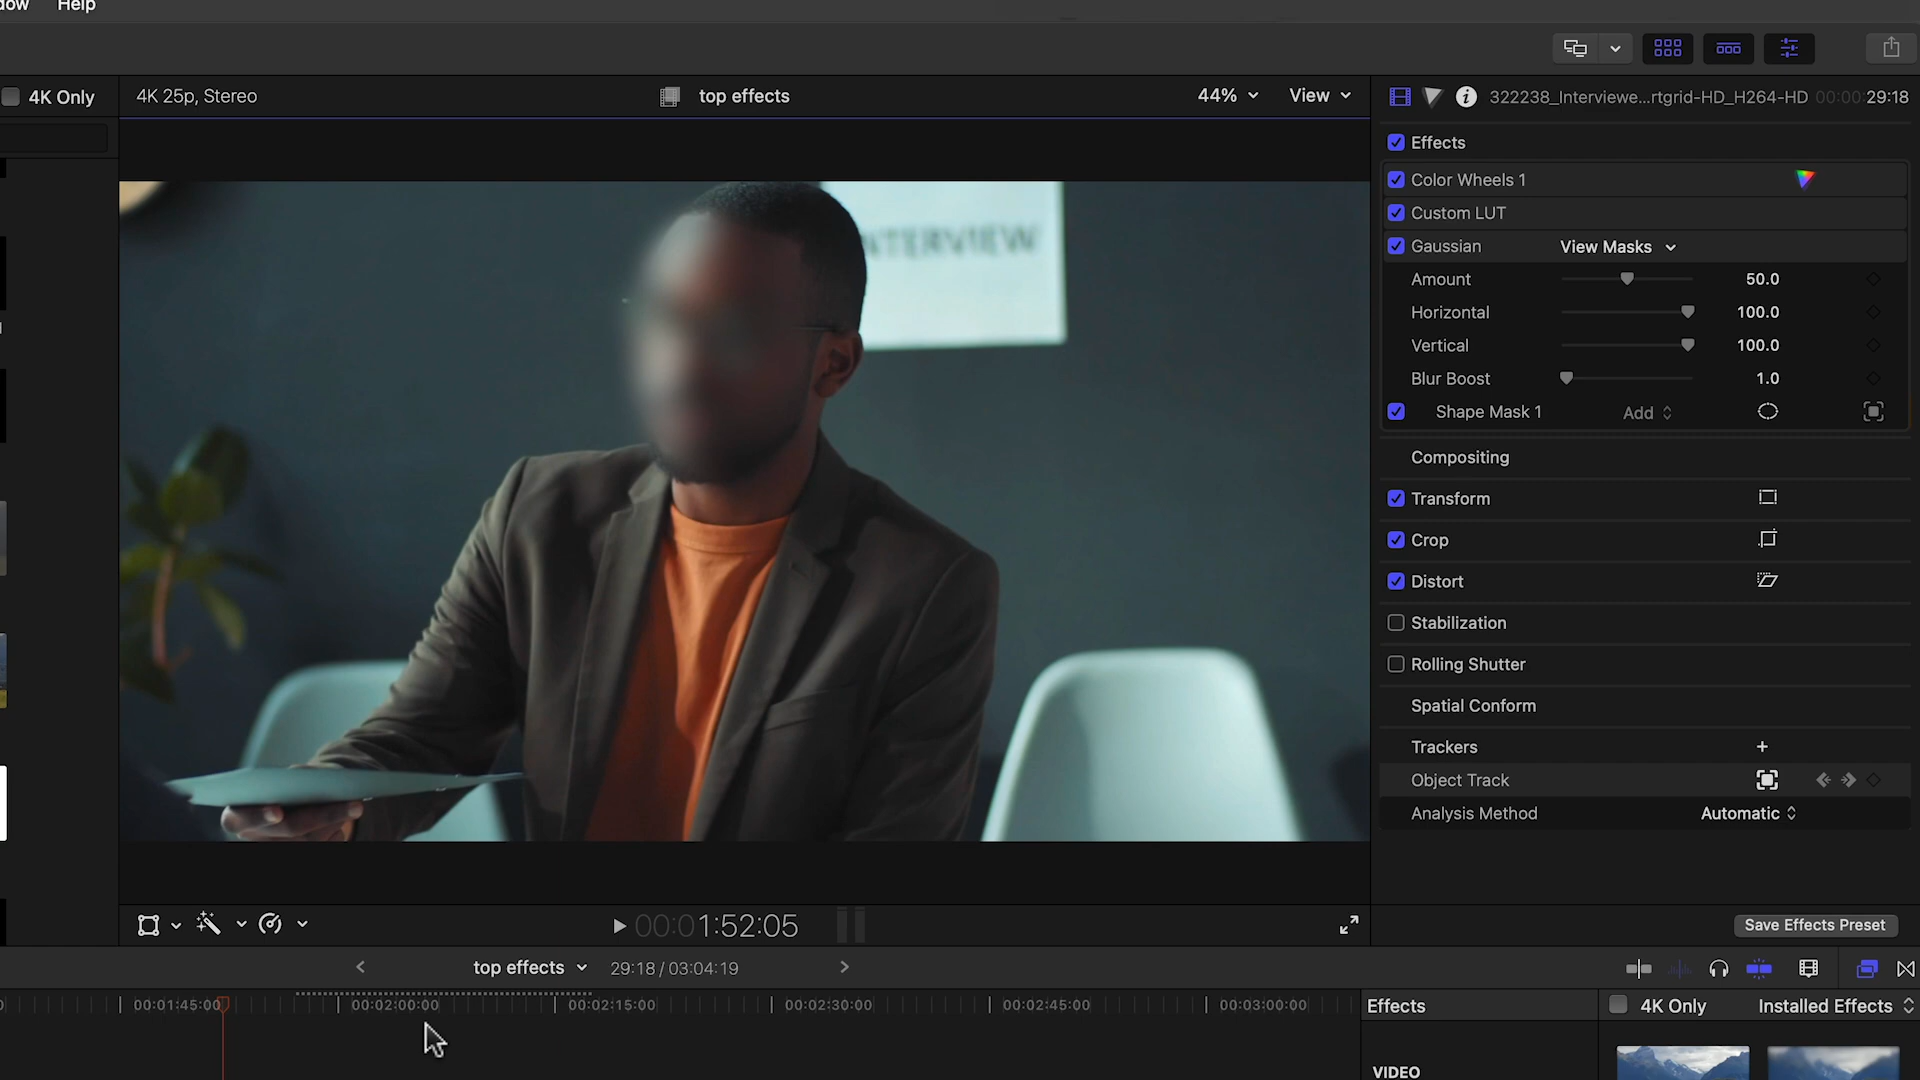 Help
4K Only
4K 25p, Stereo
top effects
44%
View
322238_Interviewe...rtgrid-HD_H264-HD
00:00:29:18
INTERVIEW
Effects
Color Wheels 1
Custom LUT
Gaussian
View Masks
Amount
50.0
Horizontal
100.0
Vertical
100.0
Blur Boost
1.0
Shape Mask 1
Add
Compositing
Transform
Crop
Distort
Stabilization
Rolling Shutter
Spatial Conform
Trackers
Object Track
Analysis Method
Automatic
00:01:52:05
Save Effects Preset
top effects
29:18 / 03:04:19
00:01:45:00
00:02:00:00
00:02:15:00
00:02:30:00
00:02:45:00
00:03:00:00
Effects
4K Only
Installed Effects
VIDEO